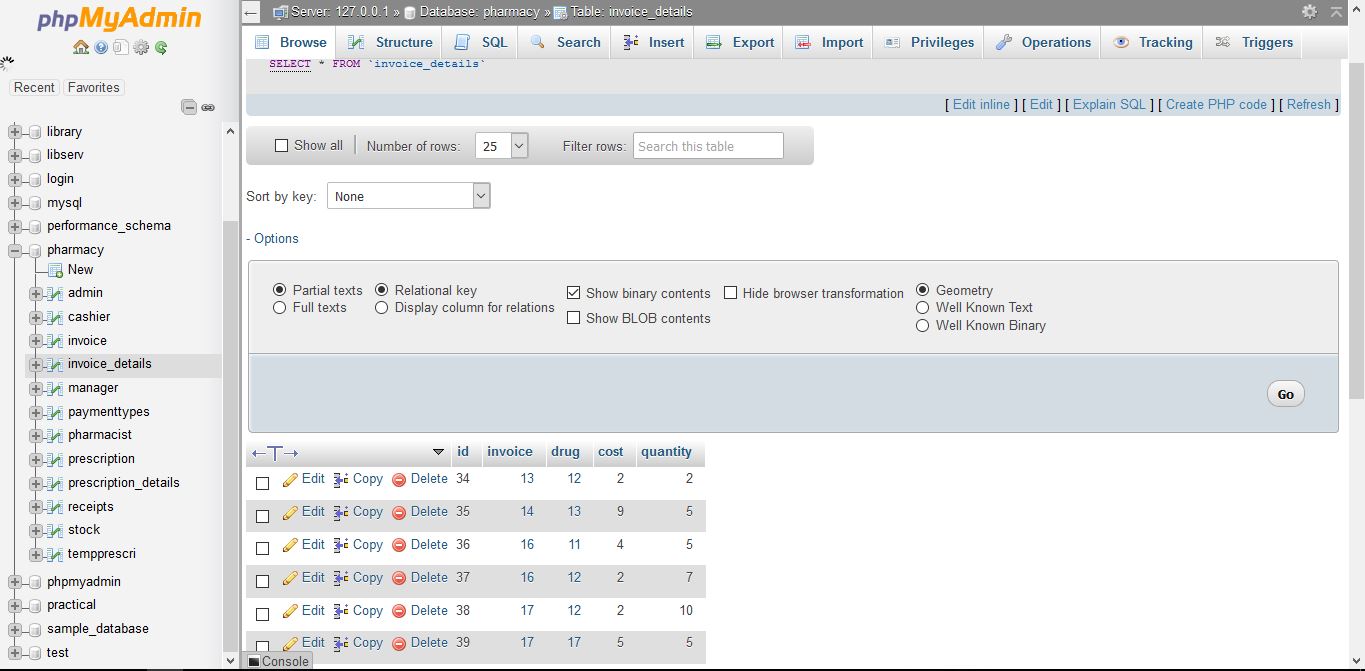 phpMyAdmin
Recent Favorites
library
libserv
login
mysql
performance_schema
pharmacy
New
admin
cashier
invoice
invoice_details
manager
paymenttypes
pharmacist
prescription
prescription_details
receipts
stock
tempprescri
phpmyadmin
practical
sample_database
test
Server: 127.0.0.1 » Database: pharmacy » Table: invoice_details
Browse Structure SQL Search Insert Export Import Privileges Operations Tracking Triggers
SELECT * FROM `invoice_details`
[ Edit inline ] [ Edit ] [ Explain SQL ] [ Create PHP code ] [ Refresh ]
Show all Number of rows: 25 Filter rows: Search this table
Sort by key: None
- Options
Partial texts Relational key Show binary contents Hide browser transformation Geometry
Full texts Display column for relations Show BLOB contents Well Known Text
Well Known Binary
Go
←T→ id invoice drug cost quantity
Edit Copy Delete 34 13 12 2 2
Edit Copy Delete 35 14 13 9 5
Edit Copy Delete 36 16 11 4 5
Edit Copy Delete 37 16 12 2 7
Edit Copy Delete 38 17 12 2 10
Edit Copy Delete 39 17 17 5 5
Console